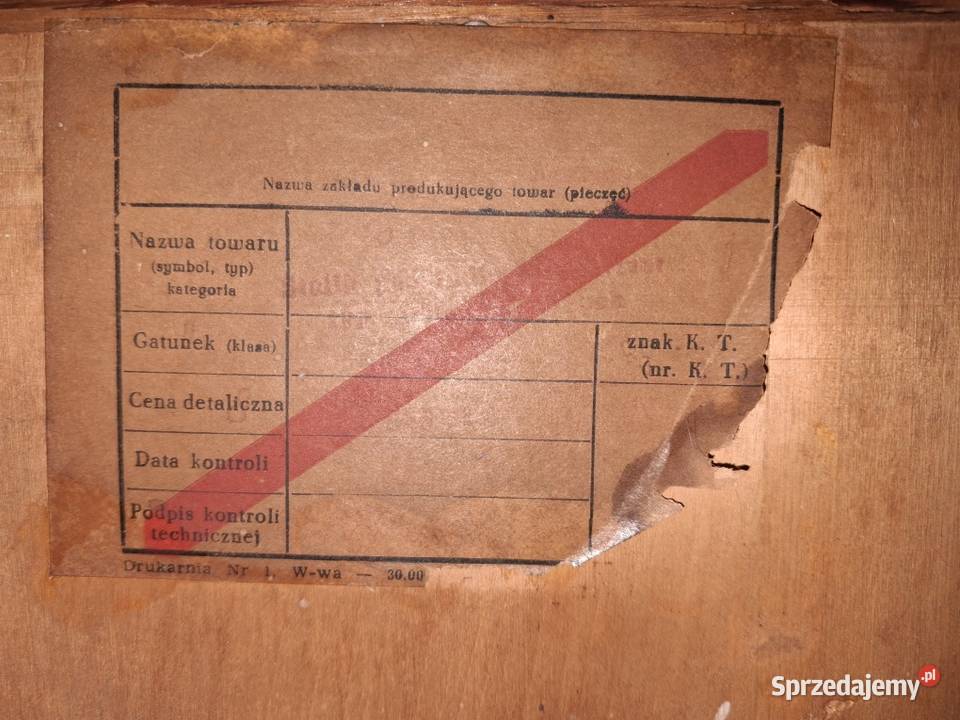 Nazwa zakładu produkującego towar (pieczęć)
Nazwa towaru
(symbol, typ)
kategoria
Gatunek (klasa)
znak K. T.
(nr. K. T.)
Cena detaliczna
Data kontroli
Podpis kontroli
technicznej
Drukarnia Nr 1, W-wa — 30.00
Sprzedajemy.pl